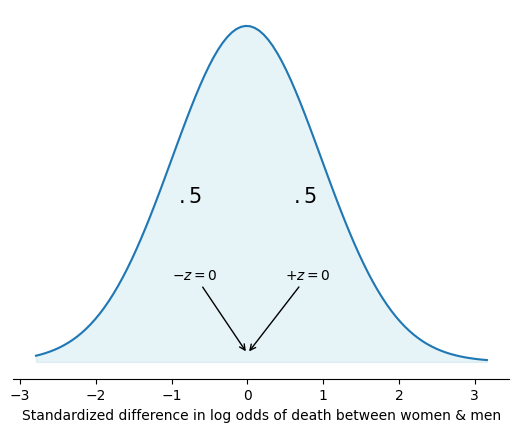 .5 .5
−z = 0 +z = 0
−3 −2 −1 0 1 2 3
Standardized difference in log odds of death between women & men